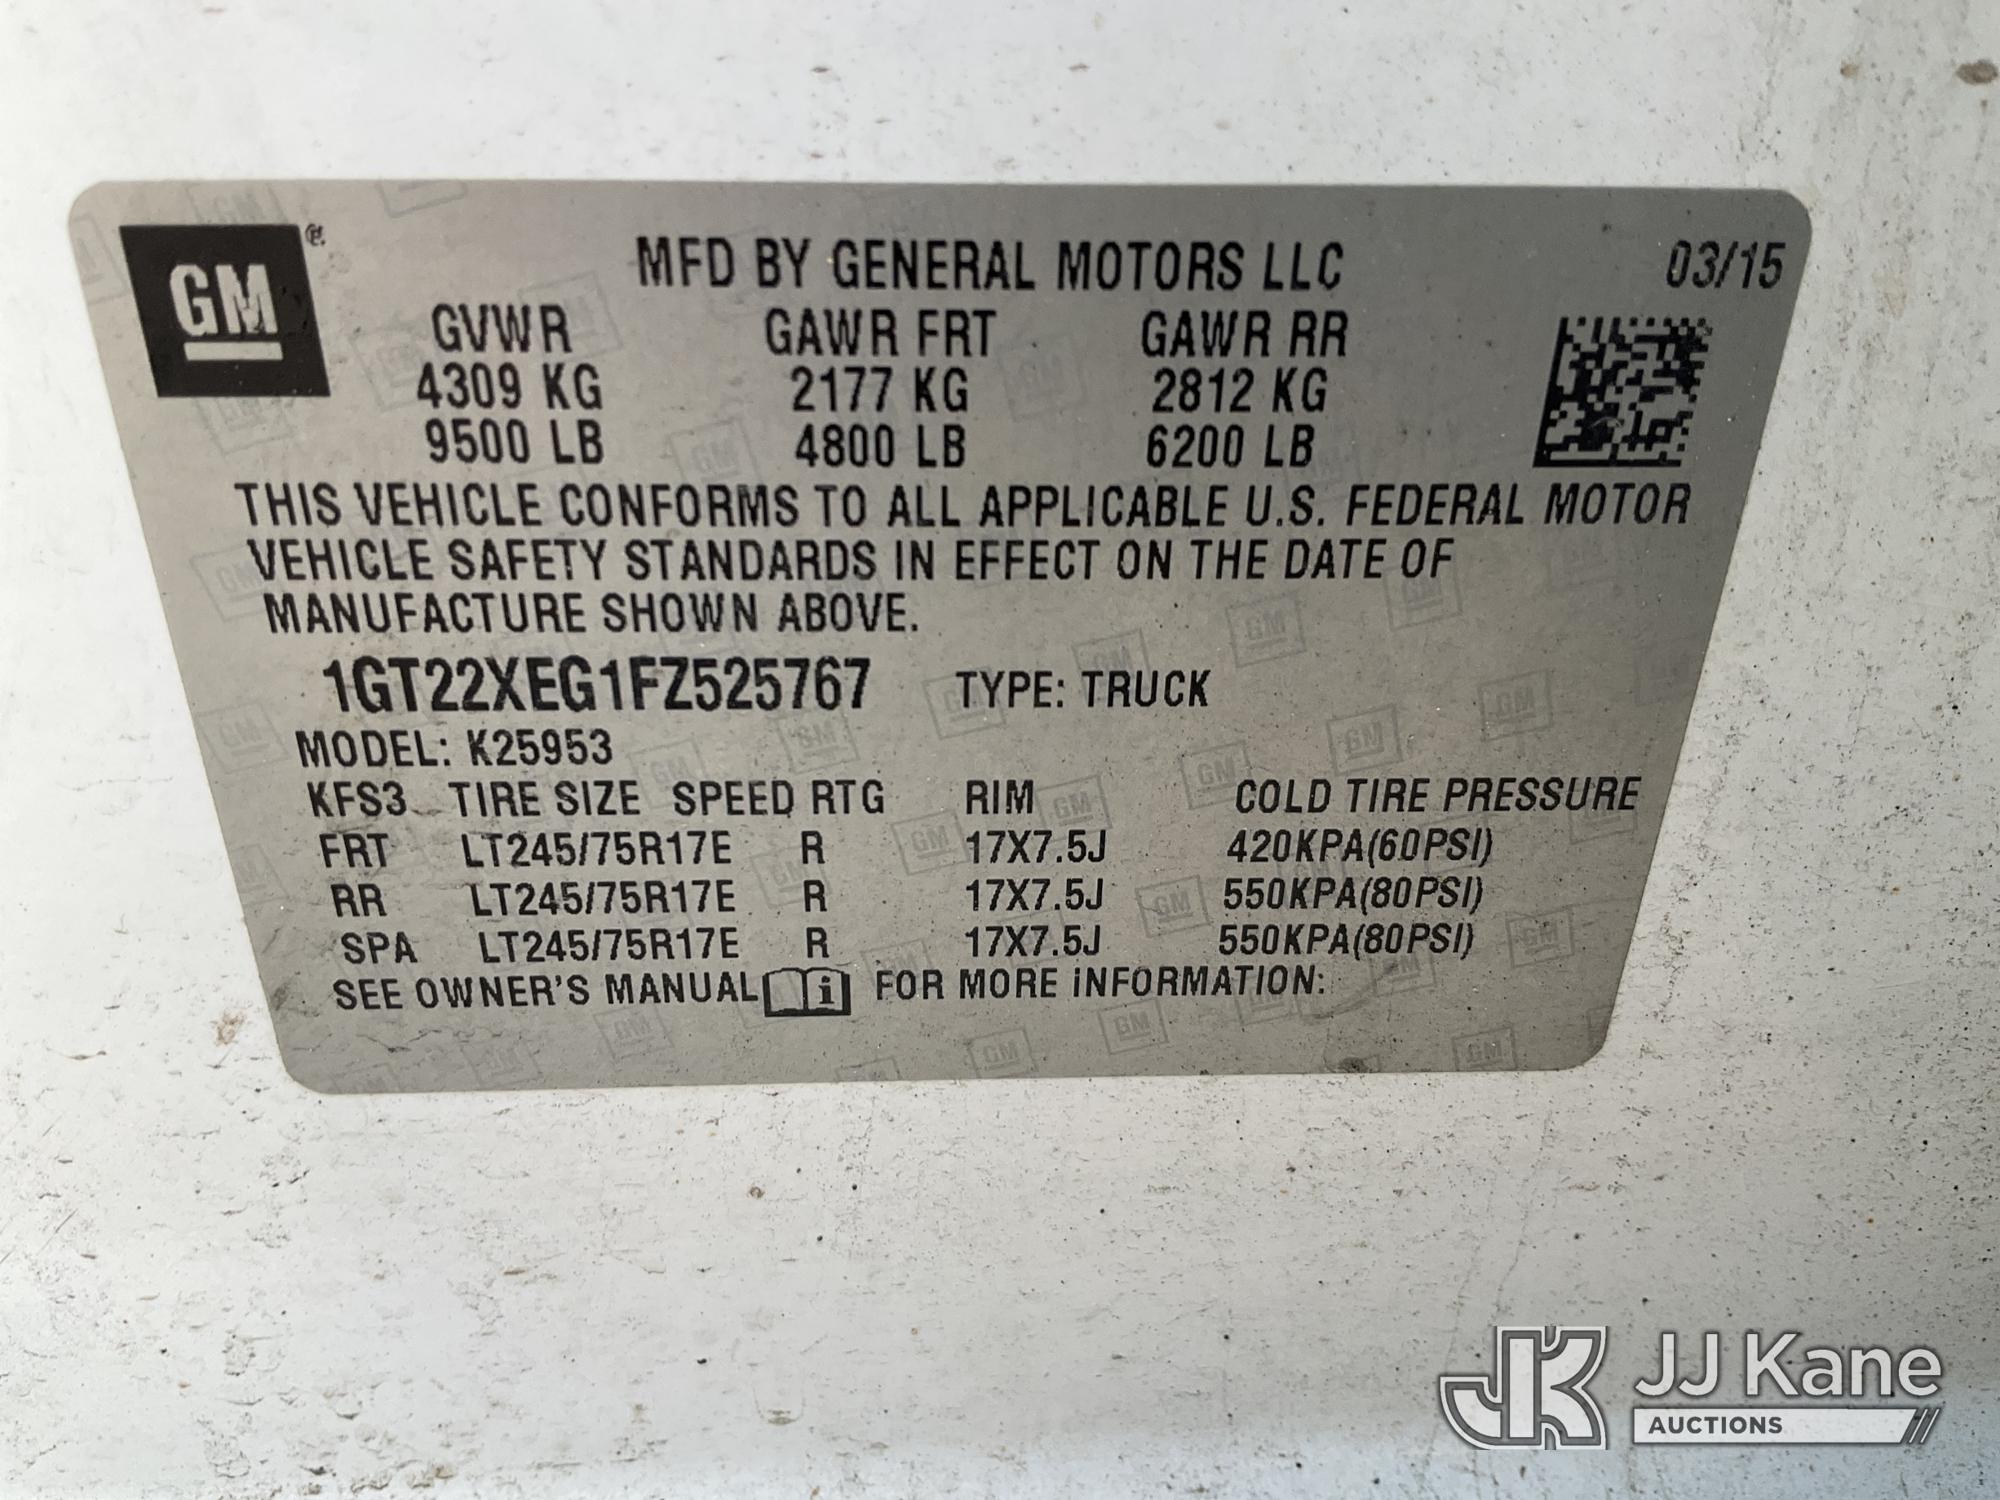 GM
MFD BY GENERAL MOTORS LLC 03/15
GVWR GAWR FRT GAWR RR
4309 KG 2177 KG 2812 KG
9500 LB 4800 LB 6200 LB
THIS VEHICLE CONFORMS TO ALL APPLICABLE U.S. FEDERAL MOTOR
VEHICLE SAFETY STANDARDS IN EFFECT ON THE DATE OF
MANUFACTURE SHOWN ABOVE.
1GT22XEG1FZ525767 TYPE: TRUCK
MODEL: K25953
KFS3 TIRE SIZE SPEED RTG RIM COLD TIRE PRESSURE
FRT LT245/75R17E R 17X7.5J 420KPA(60PSI)
RR LT245/75R17E R 17X7.5J 550KPA(80PSI)
SPA LT245/75R17E R 17X7.5J 550KPA(80PSI)
SEE OWNER'S MANUAL i FOR MORE INFORMATION:
JK JJ Kane
AUCTIONS